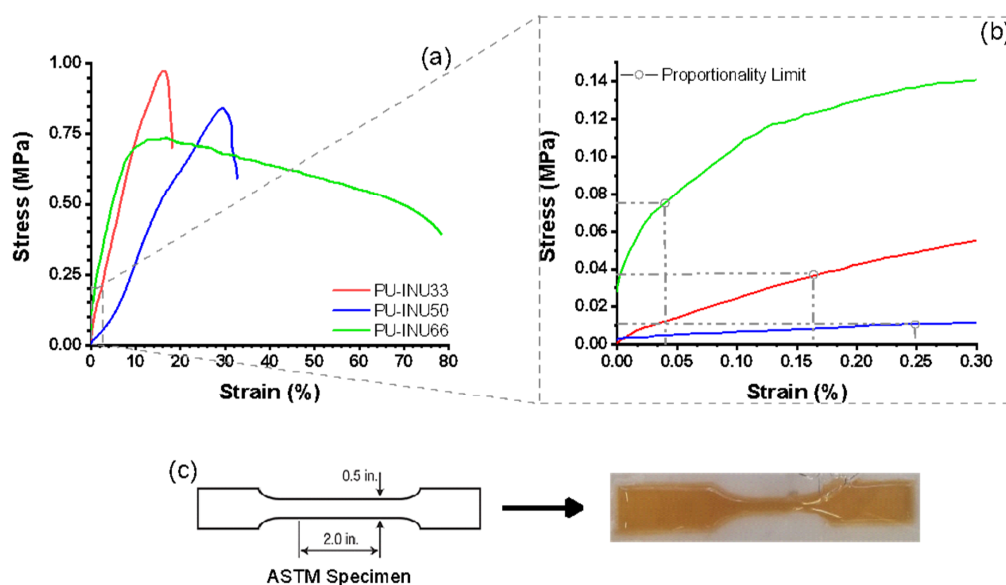 (a)
1.00
0.75
0.50
0.25
0.00
Stress (MPa)
0 10 20 30 40 50 60 70 80
Strain (%)
PU-INU33
PU-INU50
PU-INU66
(b)
Proportionality Limit
0.14
0.12
0.10
0.08
0.06
0.04
0.02
0.00
Stress (MPa)
0.00 0.05 0.10 0.15 0.20 0.25 0.30
Strain (%)
(c)
0.5 in.
2.0 in.
ASTM Specimen